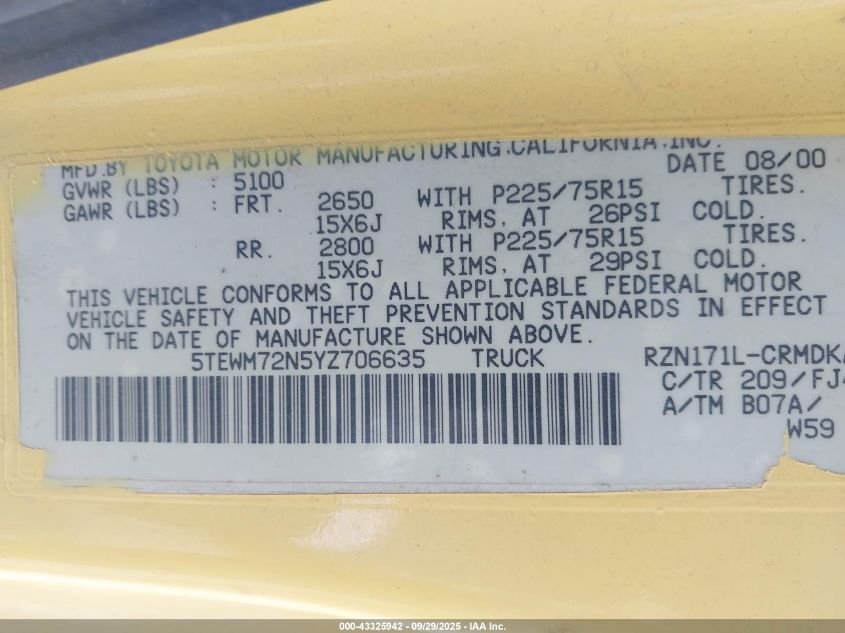 MFD.BY TOYOTA MOTOR MANUFACTURING,CALIFORNIA,INC.
DATE 08/00
GVWR (LBS) : 5100
GAWR (LBS) : FRT. 2650 WITH P225/75R15 TIRES.
15X6J RIMS, AT 26PSI COLD.
RR. 2800 WITH P225/75R15 TIRES.
15X6J RIMS, AT 29PSI COLD.
THIS VEHICLE CONFORMS TO ALL APPLICABLE FEDERAL MOTOR
VEHICLE SAFETY AND THEFT PREVENTION STANDARDS IN EFFECT
ON THE DATE OF MANUFACTURE SHOWN ABOVE.
5TEWM72N5YZ706635 TRUCK RZN171L-CRMDK
C/TR 209/FJ4
A/TM B07A/
W59
000-43325942 - 09/29/2025 - IAA Inc.